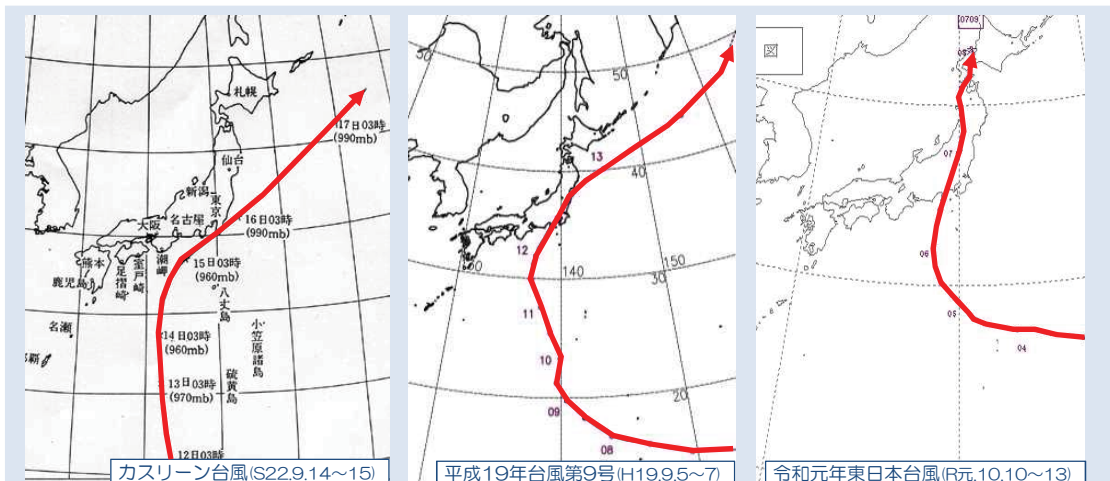 札幌
17日03時
(990mb)
仙台
新潟
東京
16日03時
(990mb)
大阪
名古屋
15日03時
(960mb)
熊本
足摺崎
室戸崎
潮岬
鹿児島
八丈島
名瀬
14日03時
(960mb)
小笠原諸島
硫黄島
13日03時
(970mb)
12日03時
カスリーン台風(S22.9.14~15)
50
50
13
40
12
140
150
11
10
20
09
08
平成19年台風第9号(H19.9.5~7)
0709
図
07
06
05
04
令和元年東日本台風(R元.10.10~13)